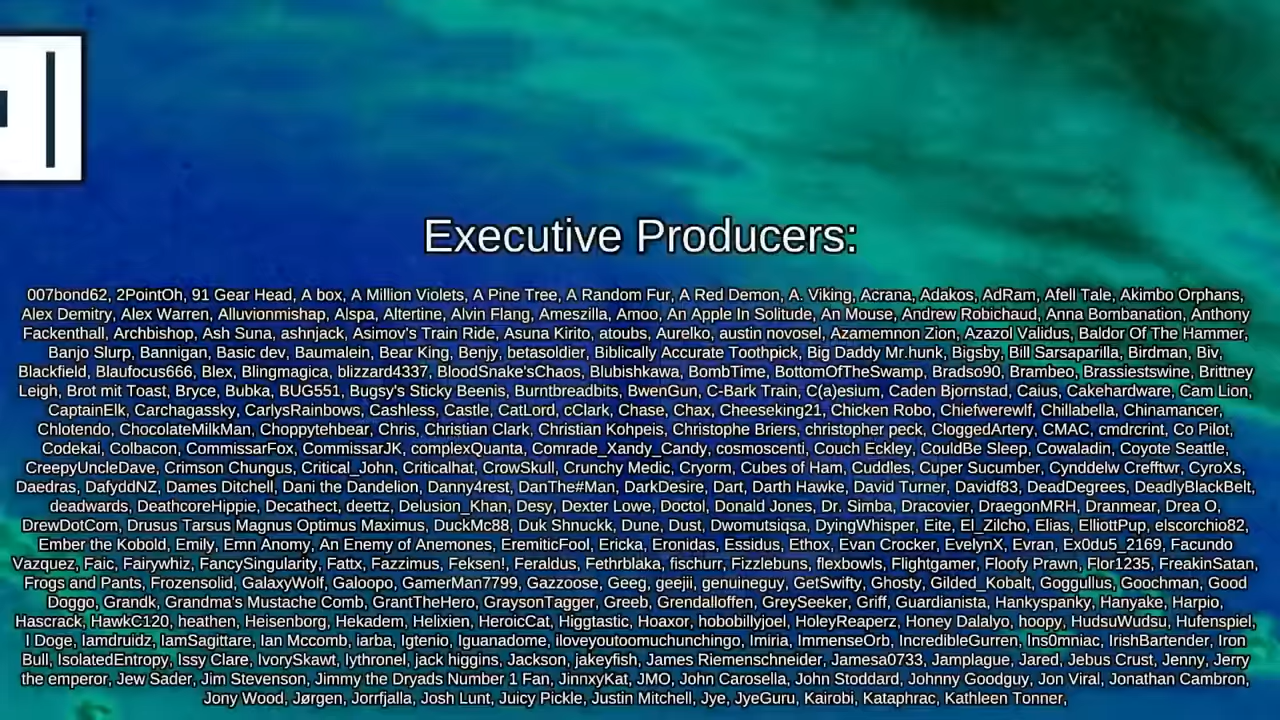 Executive Producers:
007bond62, 2PointOh, 91 Gear Head, A box, A Million Violets, A Pine Tree, A Random Fur, A Red Demon, A. Viking, Acrana, Adakos, AdRam, Afell Tale, Akimbo Orphans,
Alex Demitry, Alex Warren, Alluvionmishap, Alspa, Altertine, Alvin Flang, Ameszilla, Amoo, An Apple In Solitude, An Mouse, Andrew Robichaud, Anna Bombanation, Anthony
Fackenthall, Archbishop, Ash Suna, ashnjack, Asimov's Train Ride, Asuna Kirito, atoubs, Aurelko, austin novosel, Azamemnon Zion, Azazol Validus, Baldor Of The Hammer,
Banjo Slurp, Bannigan, Basic dev, Baumalein, Bear King, Benjy, betasoldier, Biblically Accurate Toothpick, Big Daddy Mr.hunk, Bigsby, Bill Sarsaparilla, Birdman, Biv,
Blackfield, Blaufocus666, Blex, Blingmagica, blizzard4337, BloodSnake'sChaos, Blubishkawa, BombTime, BottomOfTheSwamp, Bradso90, Brambeo, Brassiestswine, Brittney
Leigh, Brot mit Toast, Bryce, Bubka, BUG551, Bugsy's Sticky Beenis, Burntbreadbits, BwenGun, C-Bark Train, C(a)esium, Caden Bjornstad, Caius, Cakehardware, Cam Lion,
CaptainElk, Carchagassky, CarlysRainbows, Cashless, Castle, CatLord, cClark, Chase, Chax, Cheeseking21, Chicken Robo, Chiefwerewlf, Chillabella, Chinamancer,
Chlotendo, ChocolateMilkMan, Choppytehbear, Chris, Christian Clark, Christian Kohpeis, Christophe Briers, christopher peck, CloggedArtery, CMAC, cmdrcrint, Co Pilot,
Codekai, Colbacon, CommissarFox, CommissarJK, complexQuanta, Comrade_Xandy_Candy, cosmoscenti, Couch Eckley, CouldBe Sleep, Cowaladin, Coyote Seattle,
CreepyUncleDave, Crimson Chungus, Critical_John, Criticalhat, CrowSkull, Crunchy Medic, Cryorm, Cubes of Ham, Cuddles, Cuper Sucumber, Cynddelw Crefftwr, CyroXs,
Daedras, DafyddNZ, Dames Ditchell, Dani the Dandelion, Danny4rest, DanThe#Man, DarkDesire, Dart, Darth Hawke, David Turner, Davidf83, DeadDegrees, DeadlyBlackBelt,
deadwards, DeathcoreHippie, Decathect, deettz, Delusion_Khan, Desy, Dexter Lowe, Doctol, Donald Jones, Dr. Simba, Dracovier, DraegonMRH, Dranmear, Drea O,
DrewDotCom, Drusus Tarsus Magnus Optimus Maximus, DuckMc88, Duk Shnuckk, Dune, Dust, Dwomutsiqsa, DyingWhisper, Eite, El_Zilcho, Elias, ElliottPup, elscorchio82,
Ember the Kobold, Emily, Emn Anomy, An Enemy of Anemones, EremiticFool, Ericka, Eronidas, Essidus, Ethox, Evan Crocker, EvelynX, Evran, Ex0du5_2169, Facundo
Vazquez, Faic, Fairywhiz, FancySingularity, Fattx, Fazzimus, Feksen!, Feraldus, Fethrblaka, fischurr, Fizzlebuns, flexbowls, Flightgamer, Floofy Prawn, Flor1235, FreakinSatan,
Frogs and Pants, Frozensolid, GalaxyWolf, Galoopo, GamerMan7799, Gazzoose, Geeg, geejii, genuineguy, GetSwifty, Ghosty, Gilded_Kobalt, Goggullus, Goochman, Good
Doggo, Grandk, Grandma's Mustache Comb, GrantTheHero, GraysonTagger, Greeb, Grendalloffen, GreySeeker, Griff, Guardianista, Hankyspanky, Hanyake, Harpio,
Hascrack, HawkC120, heathen, Heisenborg, Hekadem, Helixien, HeroicCat, Higgtastic, Hoaxor, hobobillyjoel, HoleyReaperz, Honey Dalalyo, hoopy, HudsuWudsu, Hufenspiel,
I Doge, Iamdruidz, IamSagittare, Ian Mccomb, iarba, Igtenio, Iguanadome, iloveyoutoomuchunchingo, Imiria, ImmenseOrb, IncredibleGurren, Ins0mniac, IrishBartender, Iron
Bull, IsolatedEntropy, Issy Clare, IvorySkawt, Iythronel, jack higgins, Jackson, jakeyfish, James Riemenschneider, Jamesa0733, Jamplague, Jared, Jebus Crust, Jenny, Jerry
the emperor, Jew Sader, Jim Stevenson, Jimmy the Dryads Number 1 Fan, JinnxyKat, JMO, John Carosella, John Stoddard, Johnny Goodguy, Jon Viral, Jonathan Cambron,
Jony Wood, Jørgen, Jorrfjalla, Josh Lunt, Juicy Pickle, Justin Mitchell, Jye, JyeGuru, Kairobi, Kataphrac, Kathleen Tonner,